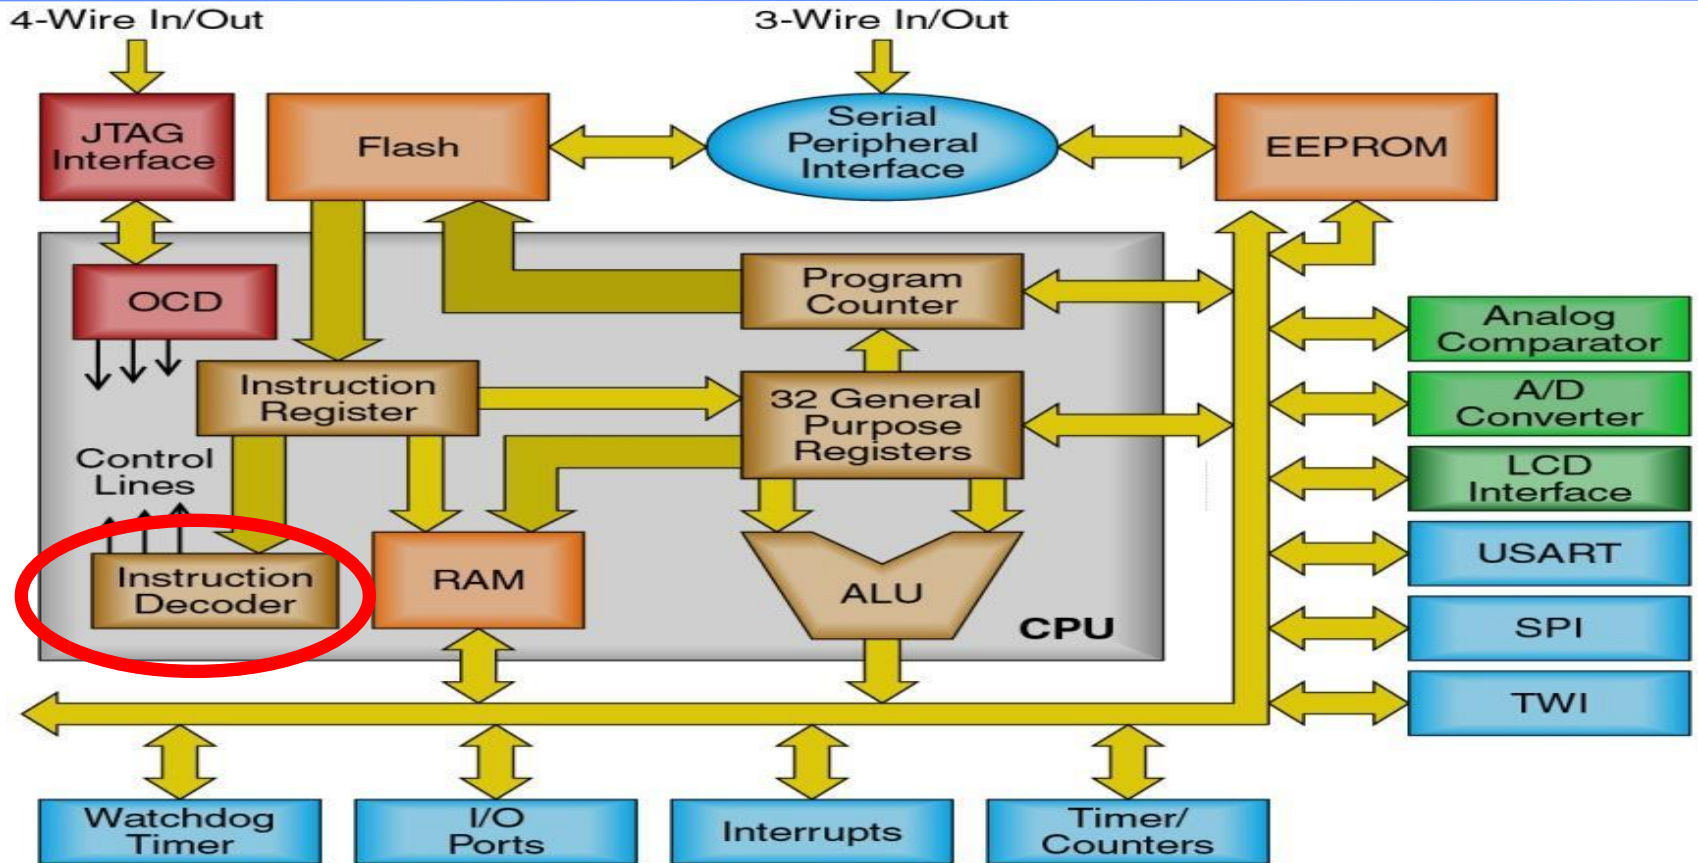 4-Wire In/Out
3-Wire In/Out
JTAG
Interface
Flash
Serial
Peripheral
Interface
EEPROM
OCD
Program
Counter
Analog
Comparator
Instruction
Register
32 General
Purpose
Registers
A/D
Converter
Control
Lines
LCD
Interface
Instruction
Decoder
RAM
ALU
CPU
USART
SPI
TWI
Watchdog
Timer
I/O
Ports
Interrupts
Timer/
Counters